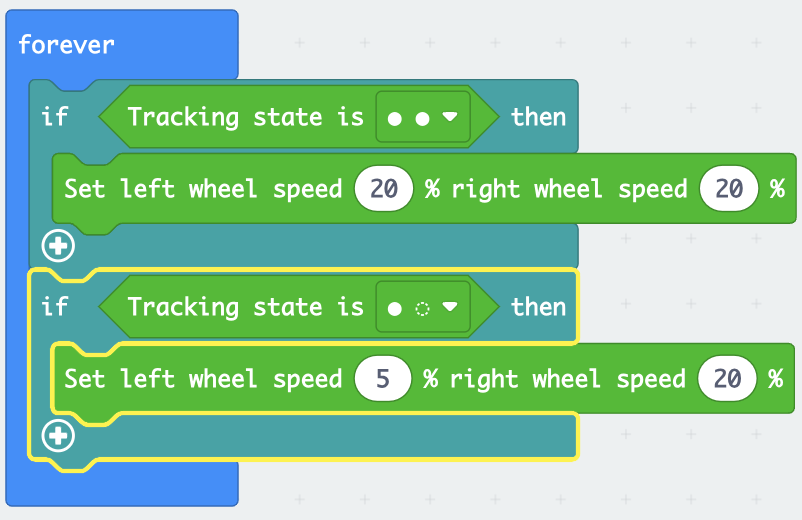 forever
if Tracking state is ● ● then
Set left wheel speed 20 % right wheel speed 20 %
if Tracking state is ● ◌ then
Set left wheel speed 5 % right wheel speed 20 %